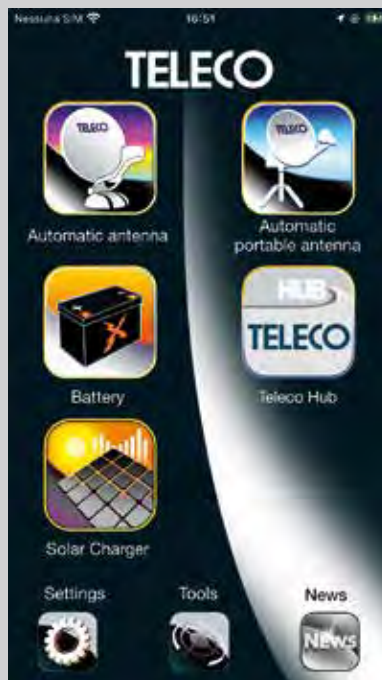 Nessuna SIM 16:51
TELECO
TELECO
TELECO
Automatic antenna
Automatic
portable antenna
HUB
TELECO
Battery
Teleco Hub
Solar Charger
Settings
Tools
News
News